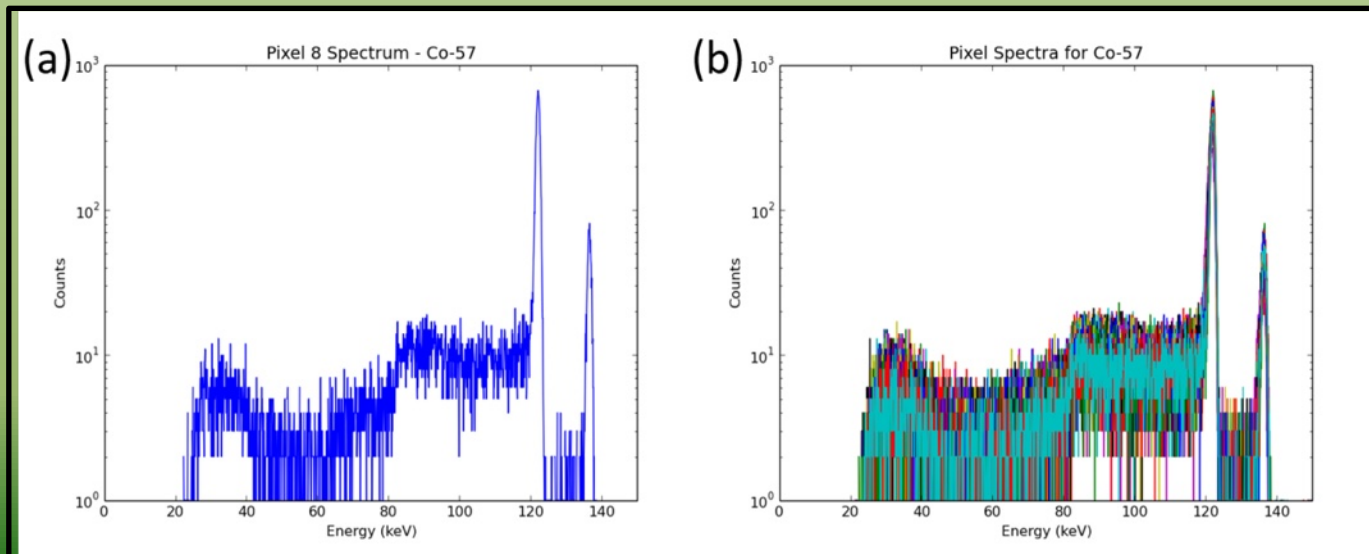 (a)
Pixel 8 Spectrum - Co-57
10³
10²
10¹
10⁰
Counts
0 20 40 60 80 100 120 140
Energy (keV)
(b)
Pixel Spectra for Co-57
10³
10²
10¹
10⁰
Counts
0 20 40 60 80 100 120 140
Energy (keV)